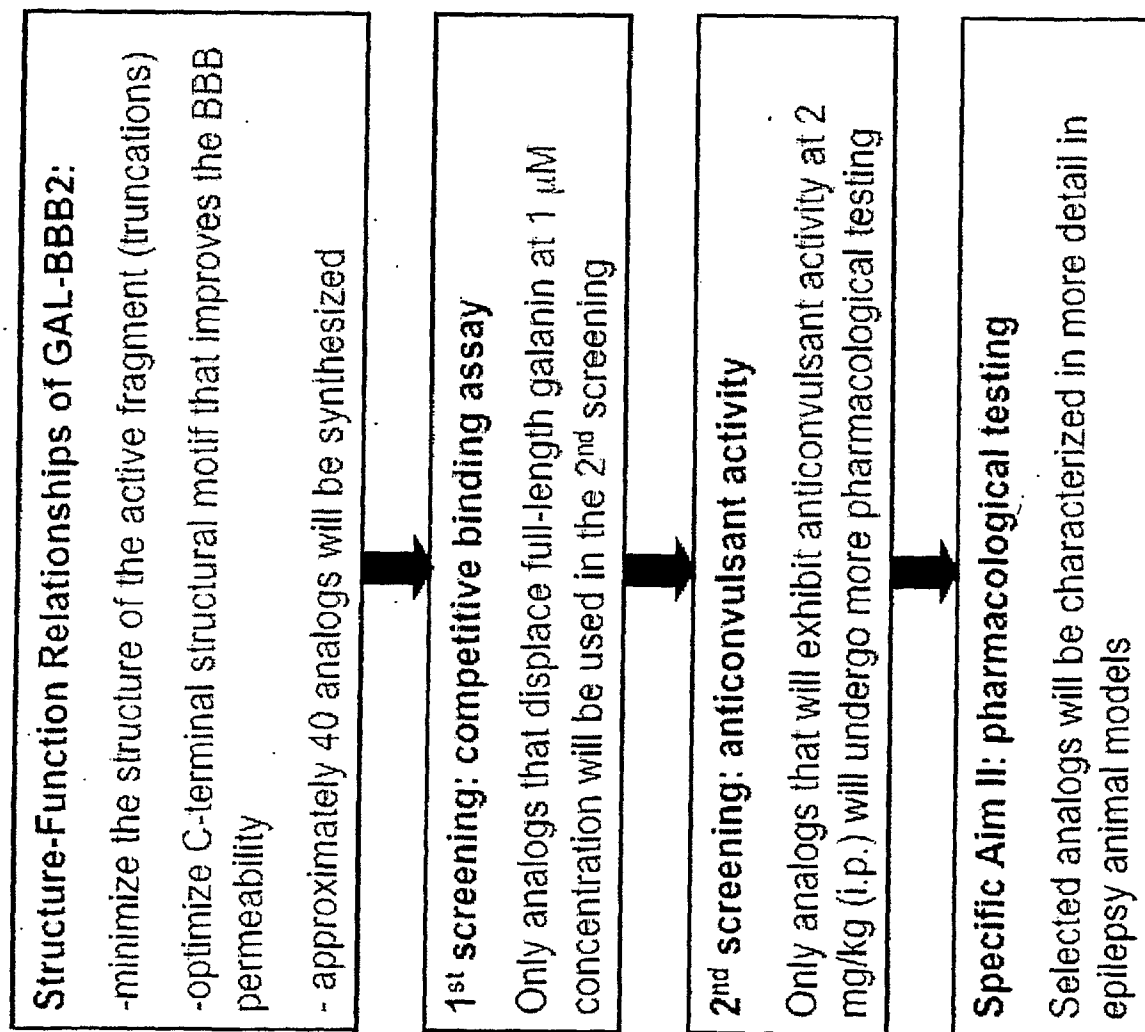 Structure-Function Relationships of GAL-BBB2:
-minimize the structure of the active fragment (truncations)
-optimize C-terminal structural motif that improves the BBB
permeability
- approximately 40 analogs will be synthesized
1st screening: competitive binding assay
Only analogs that displace full-length galanin at 1 μM
concentration will be used in the 2nd screening
2nd screening: anticonvulsant activity
Only analogs that will exhibit anticonvulsant activity at 2
mg/kg (i.p.) will undergo more pharmacological testing
Specific Aim II: pharmacological testing
Selected analogs will be characterized in more detail in
epilepsy animal models